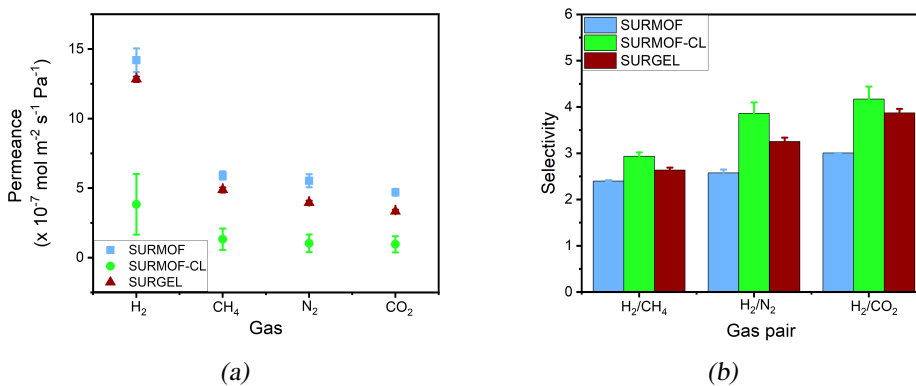 15
10
5
0
Permeance
(x 10⁻⁷ mol m⁻² s⁻¹ Pa⁻¹)
SURMOF
SURMOF-CL
SURGEL
H₂ CH₄ N₂ CO₂
Gas
(a)
6
5
4
3
2
1
0
Selectivity
SURMOF
SURMOF-CL
SURGEL
H₂/CH₄ H₂/N₂ H₂/CO₂
Gas pair
(b)